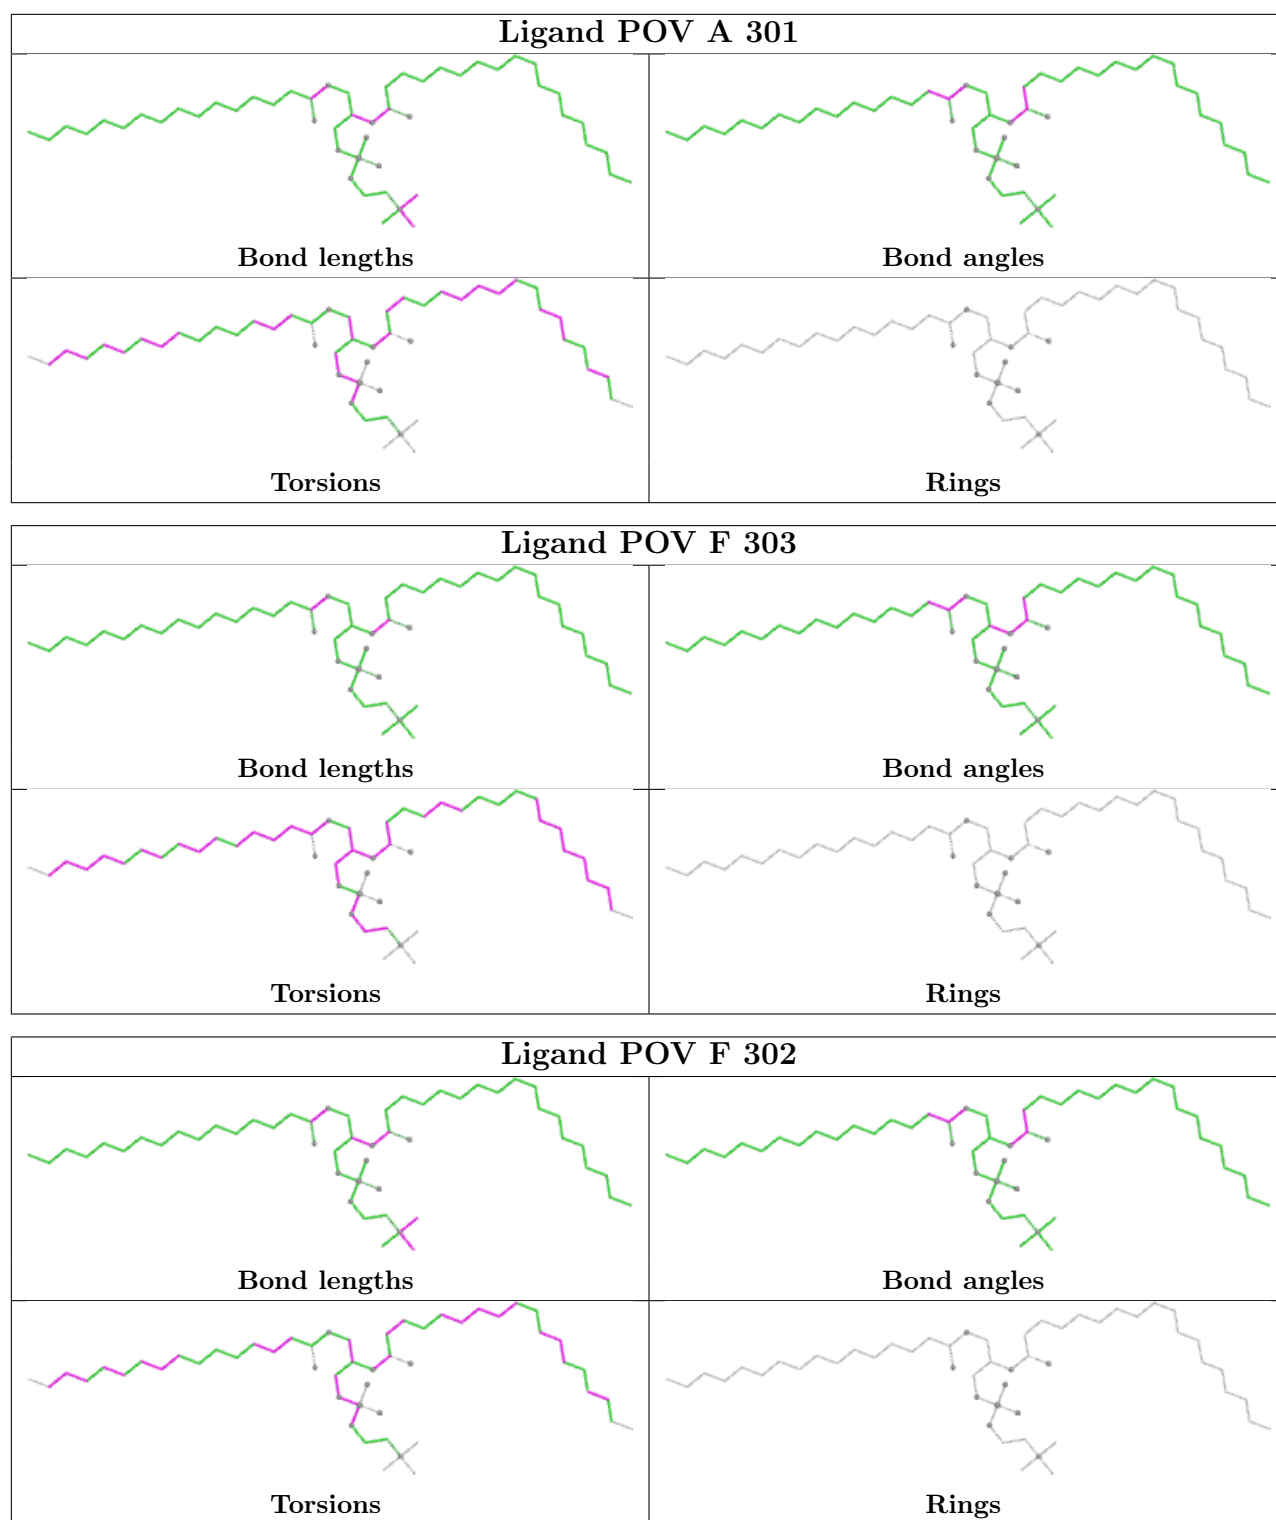 Ligand POV A 301
Bond lengths
Bond angles
Torsions
Rings
Ligand POV F 303
Bond lengths
Bond angles
Torsions
Rings
Ligand POV F 302
Bond lengths
Bond angles
Torsions
Rings